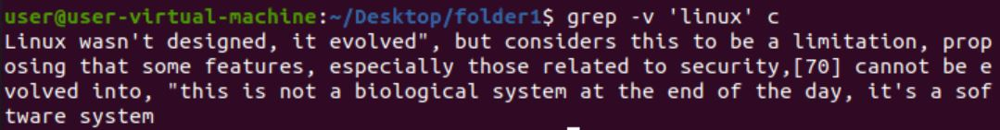 user@user-virtual-machine:~/Desktop/folder1$ grep -v 'linux' c
Linux wasn't designed, it evolved", but considers this to be a limitation, prop
osing that some features, especially those related to security,[70] cannot be e
volved into, "this is not a biological system at the end of the day, it's a sof
tware system